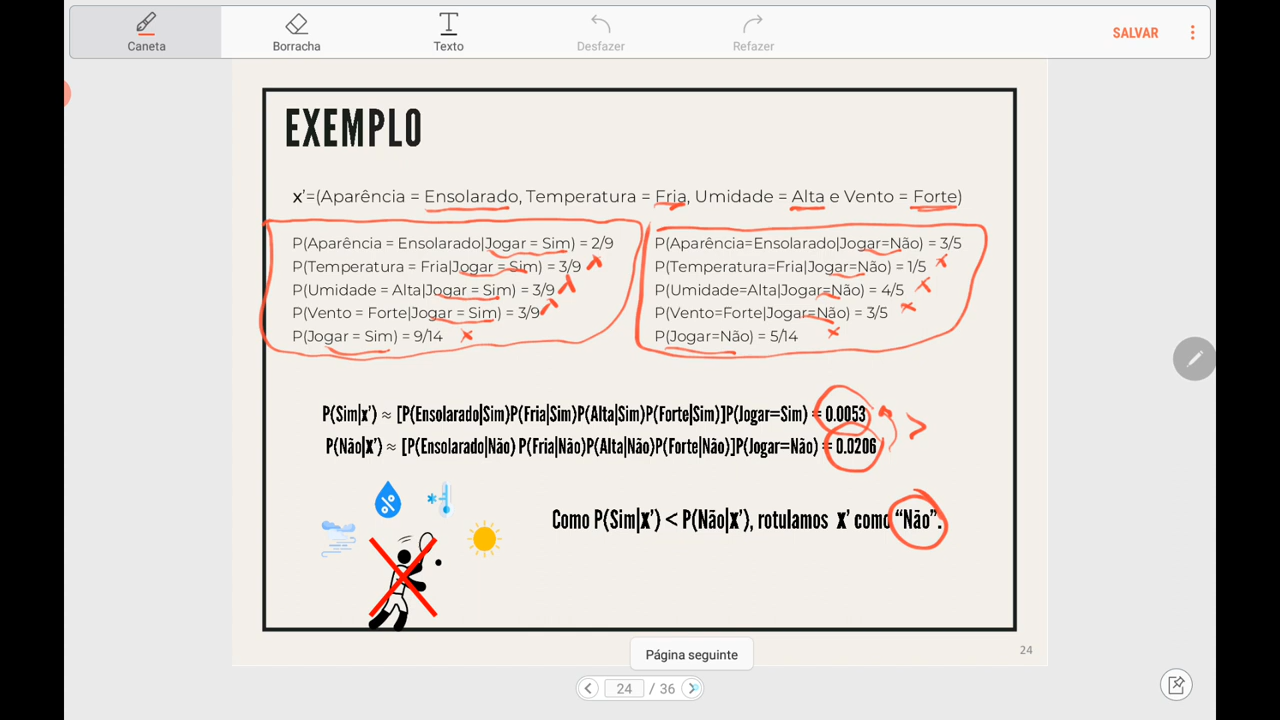 Caneta
Borracha
Texto
Desfazer
Refazer
SALVAR
EXEMPLO
x'=(Aparência = Ensolarado, Temperatura = Fria, Umidade = Alta e Vento = Forte)
P(Aparência = Ensolarado|Jogar = Sim) = 2/9
P(Temperatura = Fria|Jogar = Sim) = 3/9
P(Umidade = Alta|Jogar = Sim) = 3/9
P(Vento = Forte|Jogar = Sim) = 3/9
P(Jogar = Sim) = 9/14
P(Aparência=Ensolarado|Jogar=Não) = 3/5
P(Temperatura=Fria|Jogar=Não) = 1/5
P(Umidade=Alta|Jogar=Não) = 4/5
P(Vento=Forte|Jogar=Não) = 3/5
P(Jogar=Não) = 5/14
P(Sim|x') ≈ [P(Ensolarado|Sim)P(Fria|Sim)P(Alta|Sim)P(Forte|Sim)]P(Jogar=Sim) = 0.0053
P(Não|X') ≈ [P(Ensolarado|Não) P(Fria|Não)P(Alta|Não)P(Forte|Não)]P(Jogar=Não) = 0.0206
>
%
Como P(Sim|x') < P(Não|x'), rotulamos x' como “Não”.
24
Página seguinte
24 / 36